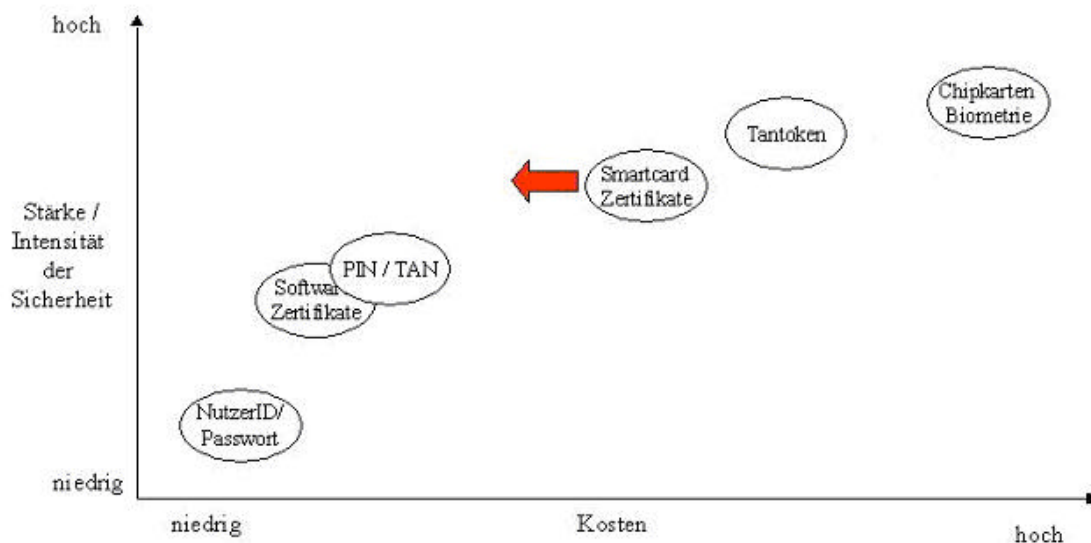 hoch
Chipkarten
Biometrie
Tantoken
Smartcard
Zertifikate
Stärke /
Intensität
der
Sicherheit
PIN / TAN
Softwar
Zertifikate
NutzerID/
Passwort
niedrig
niedrig
Kosten
hoch